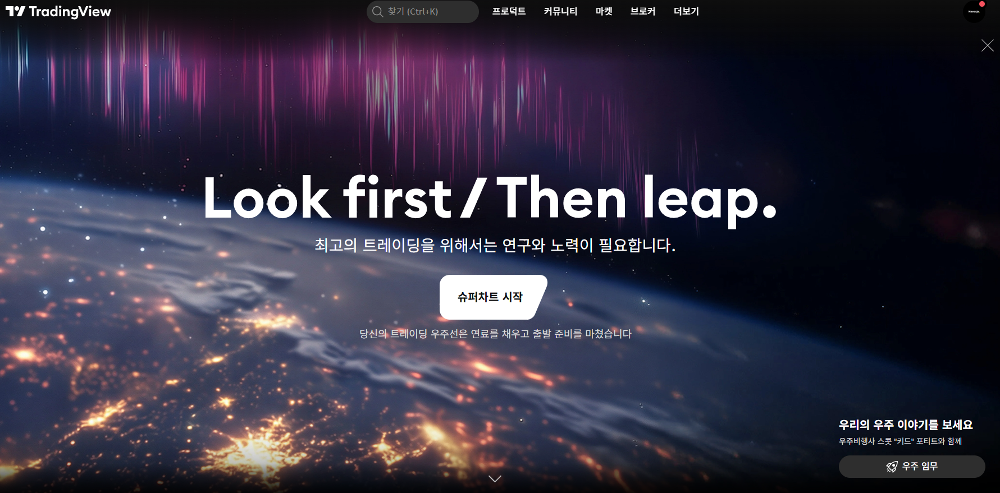 TradingView
찾기 (Ctrl+K)
프로덕트 커뮤니티 마켓 브로커 더보기
Look first / Then leap.
최고의 트레이딩을 위해서는 연구와 노력이 필요합니다.
슈퍼차트 시작
당신의 트레이딩 우주선은 연료를 채우고 출발 준비를 마쳤습니다
우리의 우주 이야기를 보세요
우주비행사 스콧 "키드" 포티트와 함께
우주 임무